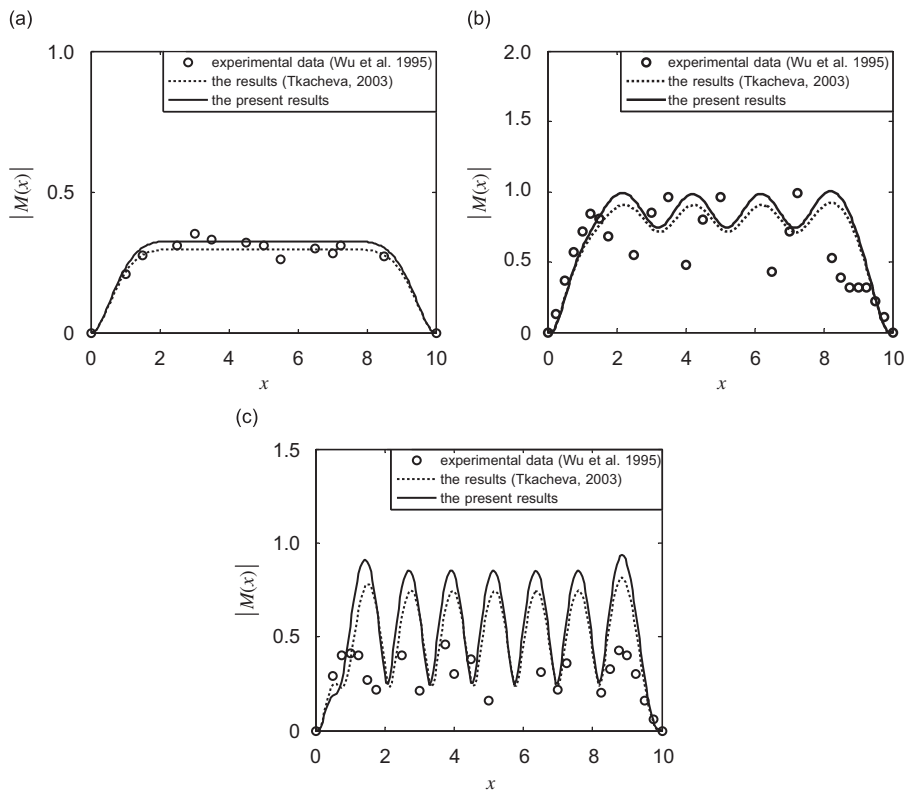 (a)
1.0
0.5
0
|M(x)|
experimental data (Wu et al. 1995)
the results (Tkacheva, 2003)
the present results
0 2 4 6 8 10
x
(b)
2.0
1.5
1.0
0.5
0
|M(x)|
experimental data (Wu et al. 1995)
the results (Tkacheva, 2003)
the present results
0 2 4 6 8 10
x
(c)
1.5
1.0
0.5
0
|M(x)|
experimental data (Wu et al. 1995)
the results (Tkacheva, 2003)
the present results
0 2 4 6 8 10
x